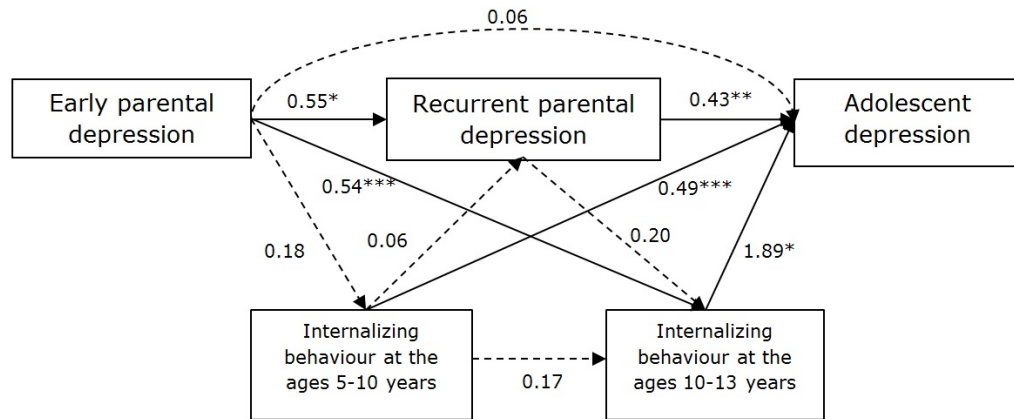 0.06
Early parental
depression
0.55*
Recurrent parental
depression
0.43**
Adolescent
depression
0.54***
0.49***
0.18
0.06
0.20
1.89*
Internalizing
behaviour at the
ages 5-10 years
0.17
Internalizing
behaviour at the
ages 10-13 years